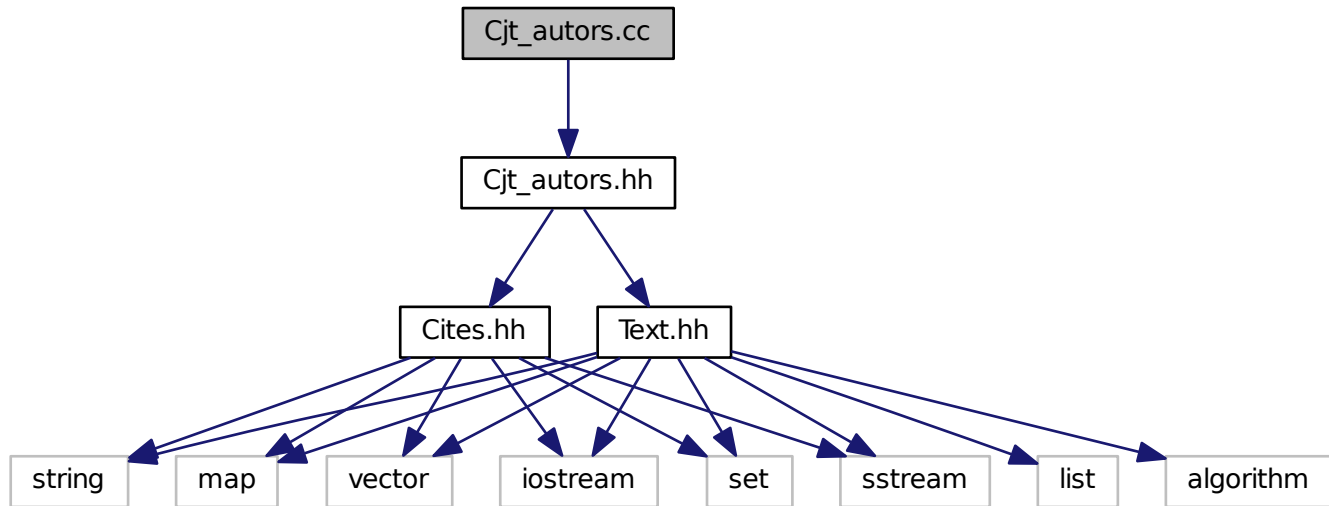 Cjt_autors.cc
Cjt_autors.hh
Cites.hh
Text.hh
string
map
vector
iostream
set
sstream
list
algorithm